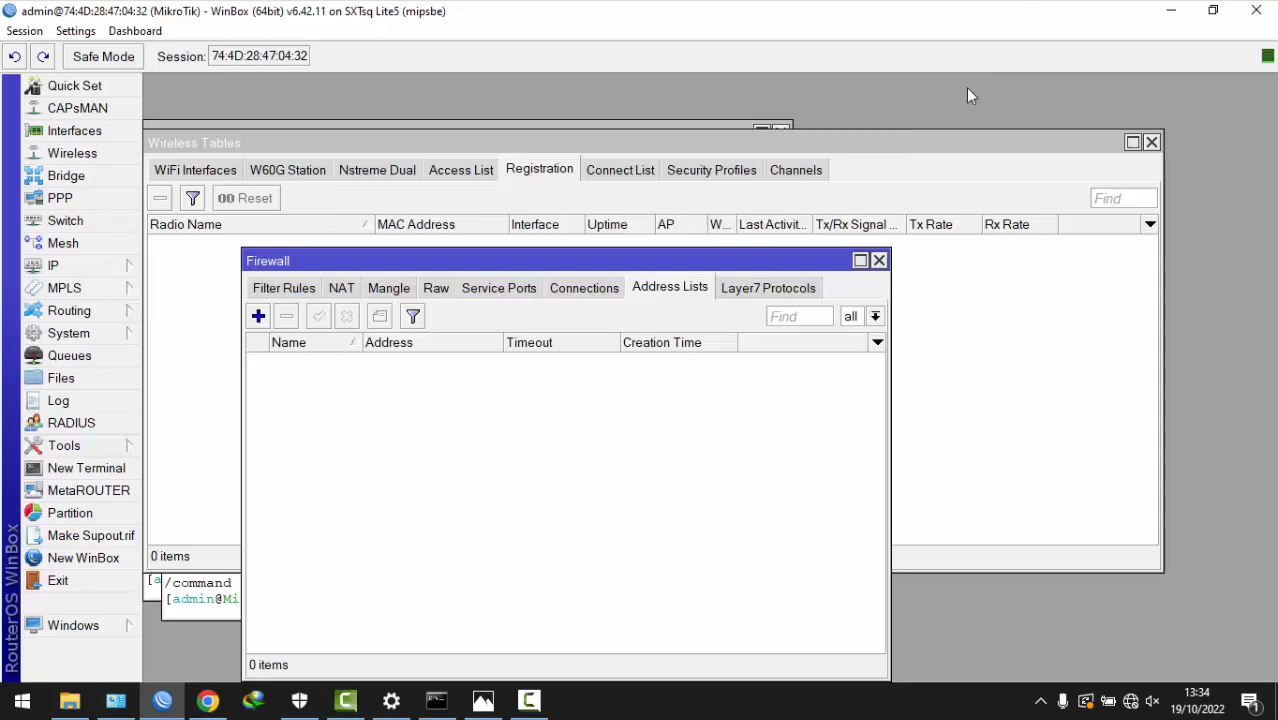 admin@74:4D:28:47:04:32 (MikroTik) - WinBox (64bit) v6.42.11 on SXTsq Lite5 (mipsbe)
Session Settings Dashboard
Safe Mode Session: 74:4D:28:47:04:32
Quick Set
CAPsMAN
Interfaces
Wireless
Bridge
PPP
Switch
Mesh
IP
MPLS
Routing
System
Queues
Files
Log
RADIUS
Tools
New Terminal
MetaROUTER
Partition
Make Supout.rif
New WinBox
Exit
Windows
RouterOS WinBox
Wireless Tables
WiFi Interfaces W60G Station Nstreme Dual Access List Registration Connect List Security Profiles Channels
00 Reset Find
Radio Name MAC Address Interface Uptime AP W... Last Activit... Tx/Rx Signal ... Tx Rate Rx Rate
0 items
[a
/command
[admin@Mi
Firewall
Filter Rules NAT Mangle Raw Service Ports Connections Address Lists Layer7 Protocols
Find all
Name Address Timeout Creation Time
0 items
13:34
19/10/2022
1